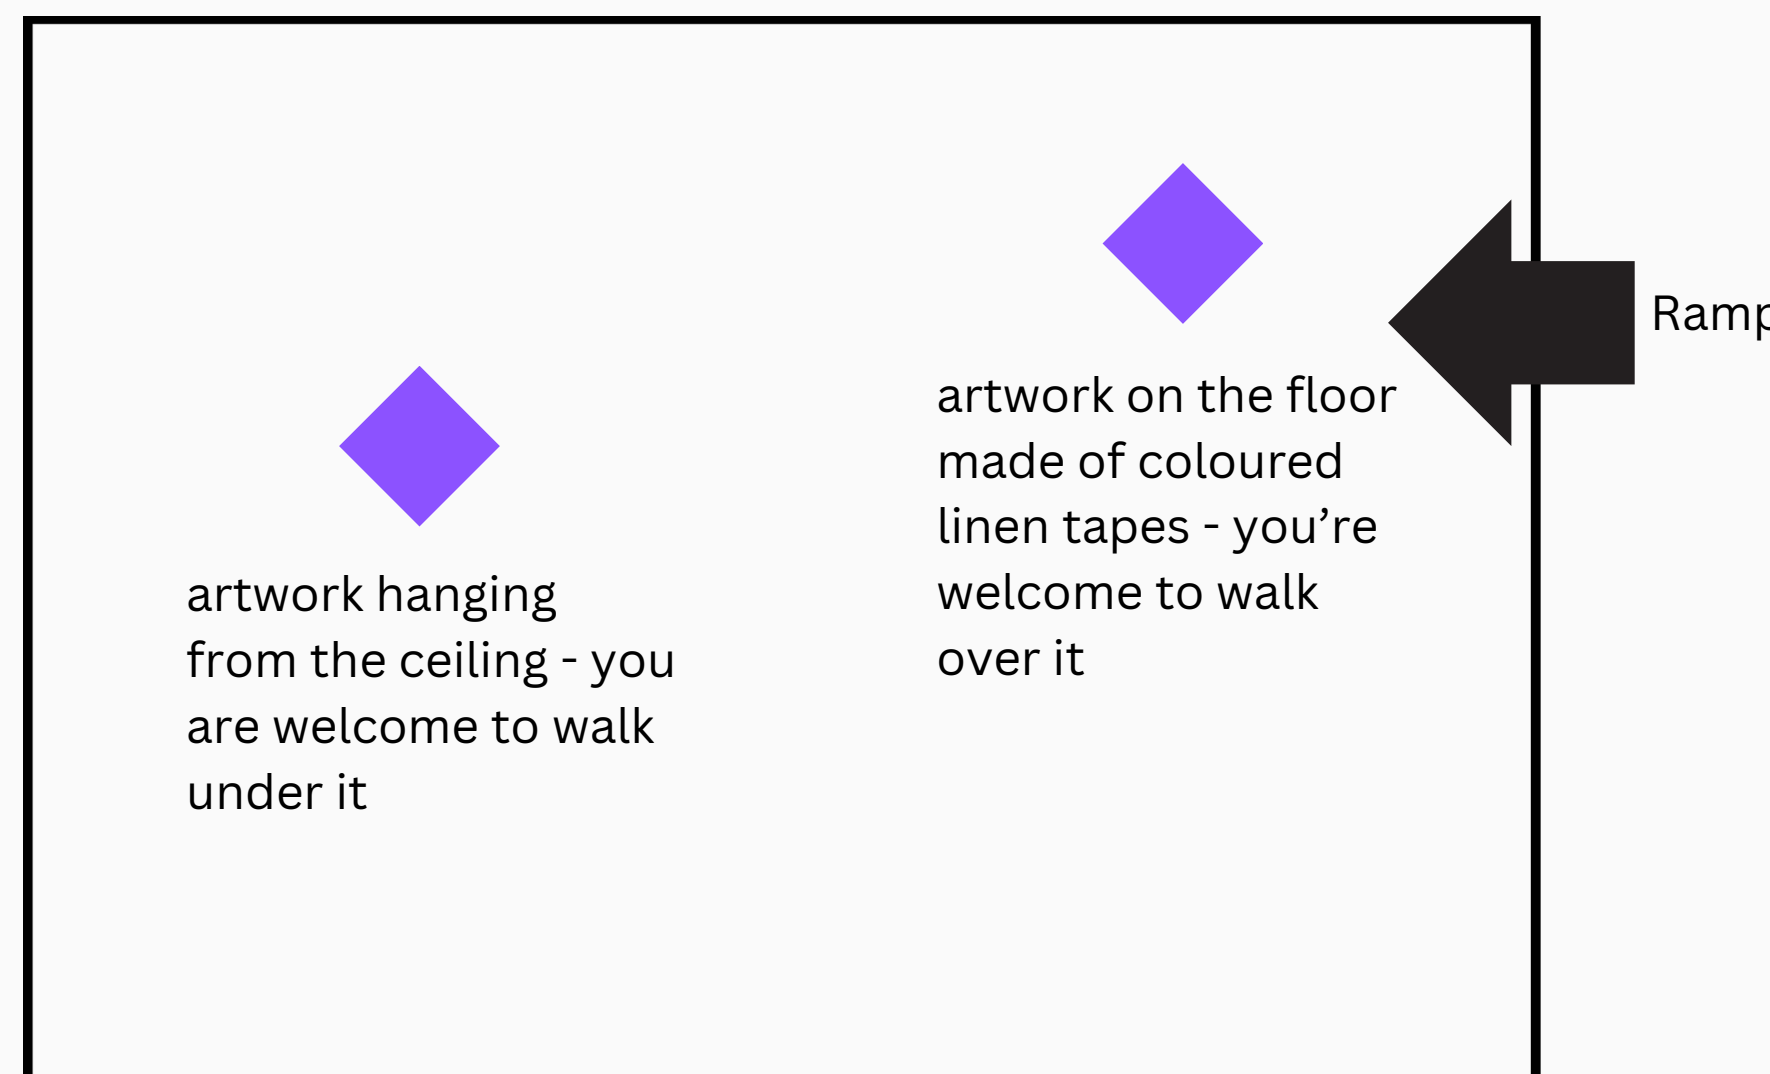 Ramp
artwork on the floor
made of coloured
linen tapes - you’re
welcome to walk
over it
artwork hanging
from the ceiling - you
are welcome to walk
under it